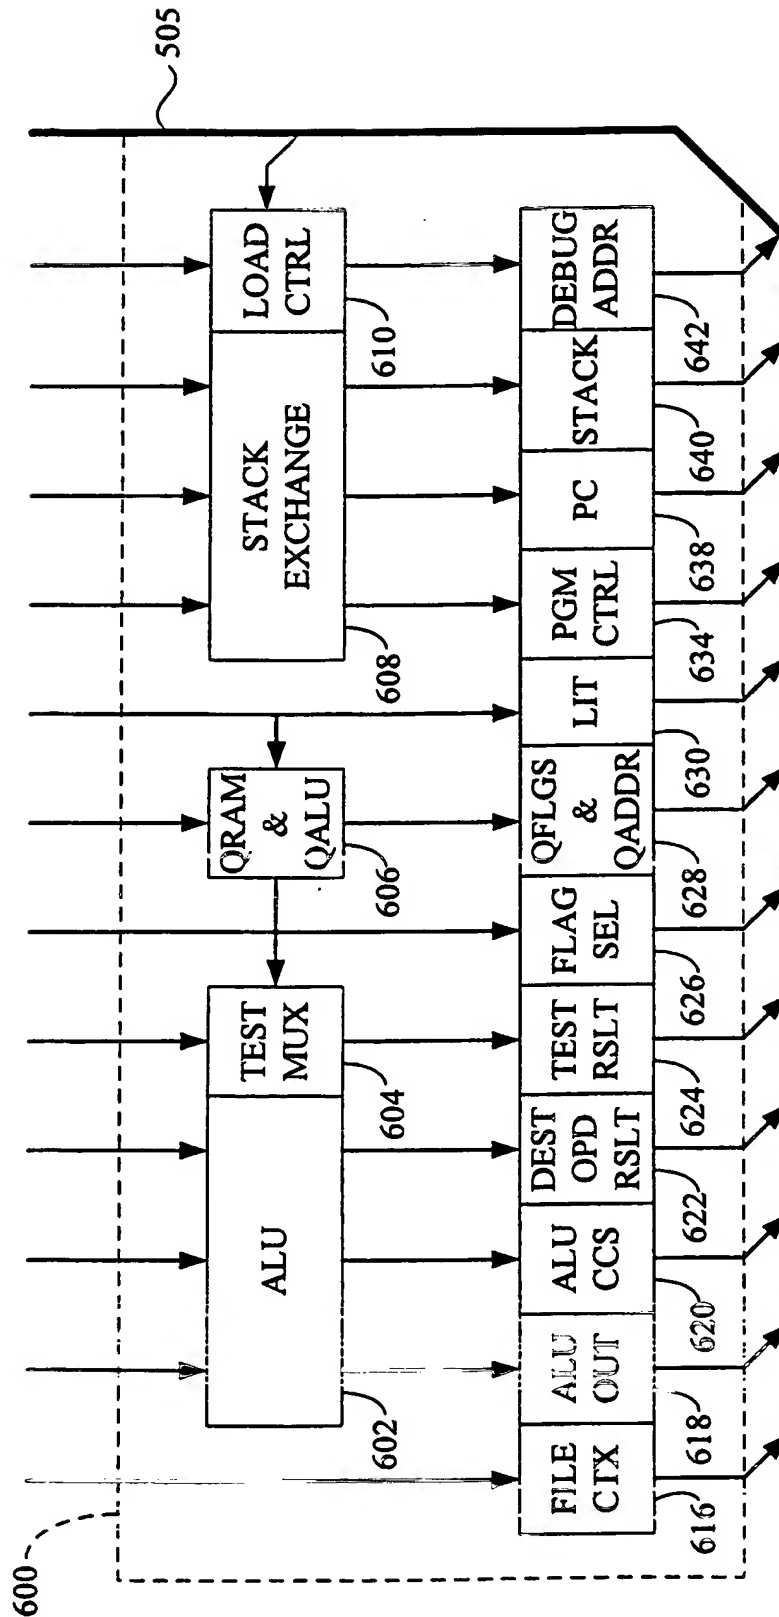 600
505
ALU
602
TEST
MUX
604
QRAM
&
QALU
606
STACK
EXCHANGE
608
LOAD
CTRL
610
FILE
CTX
616
ALU
OUT
618
ALU
CCS
620
DEST
OPD
RSLT
622
TEST
RSLT
624
FLAG
SEL
626
QFLGS
&
QADDR
628
LIT
630
PGM
CTRL
634
PC
638
STACK
640
DEBUG
ADDR
642